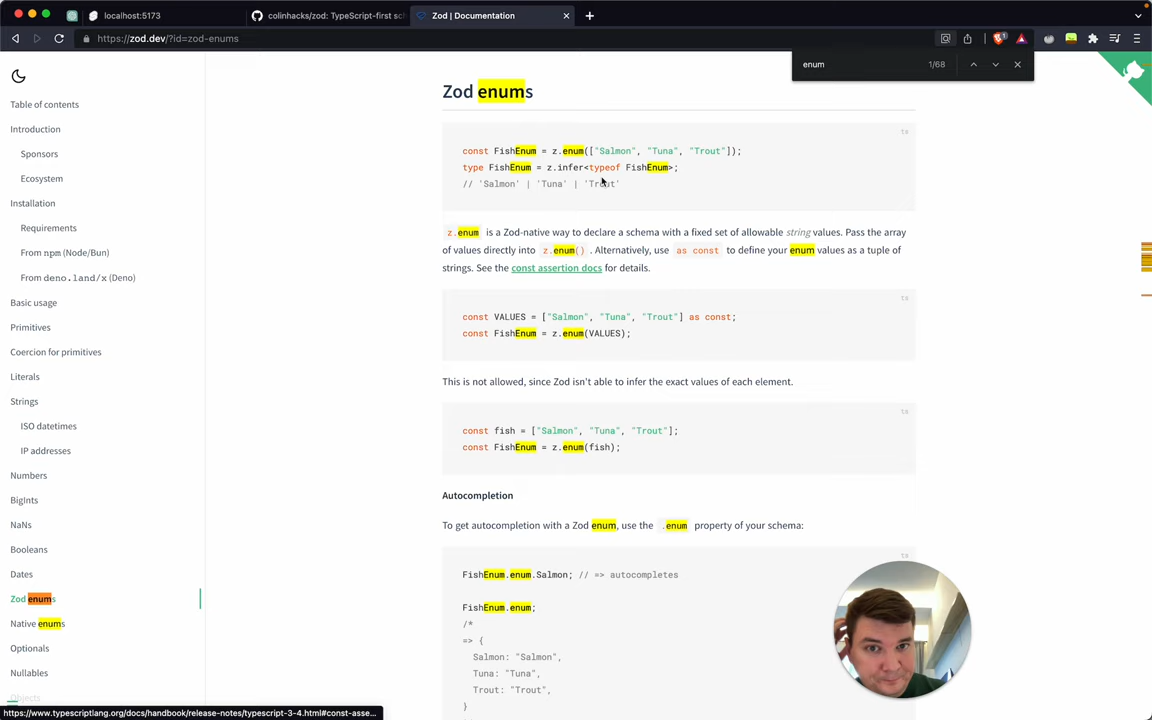 localhost:5173
colinhacks/zod: TypeScript-first sch
Zod | Documentation
https://zod.dev/?id=zod-enums
enum
1/68
Table of contents
Introduction
Sponsors
Ecosystem
Installation
Requirements
From npm (Node/Bun)
From deno.land/x (Deno)
Basic usage
Primitives
Coercion for primitives
Literals
Strings
ISO datetimes
IP addresses
Numbers
BigInts
NaNs
Booleans
Dates
Zod enums
Native enums
Optionals
Nullables
Objects
Zod enums
ts
const FishEnum = z.enum(["Salmon", "Tuna", "Trout"]);
type FishEnum = z.infer<typeof FishEnum>;
// 'Salmon' | 'Tuna' | 'Trout'
z.enum is a Zod-native way to declare a schema with a fixed set of allowable string values. Pass the array
of values directly into z.enum() . Alternatively, use as const to define your enum values as a tuple of
strings. See the const assertion docs for details.
ts
const VALUES = ["Salmon", "Tuna", "Trout"] as const;
const FishEnum = z.enum(VALUES);
This is not allowed, since Zod isn't able to infer the exact values of each element.
ts
const fish = ["Salmon", "Tuna", "Trout"];
const FishEnum = z.enum(fish);
Autocompletion
To get autocompletion with a Zod enum, use the .enum property of your schema:
ts
FishEnum.enum.Salmon; // => autocompletes
FishEnum.enum;
/*
=> {
Salmon: "Salmon",
Tuna: "Tuna",
Trout: "Trout",
}
https://www.typescriptlang.org/docs/handbook/release-notes/typescript-3-4.html#const-asse...